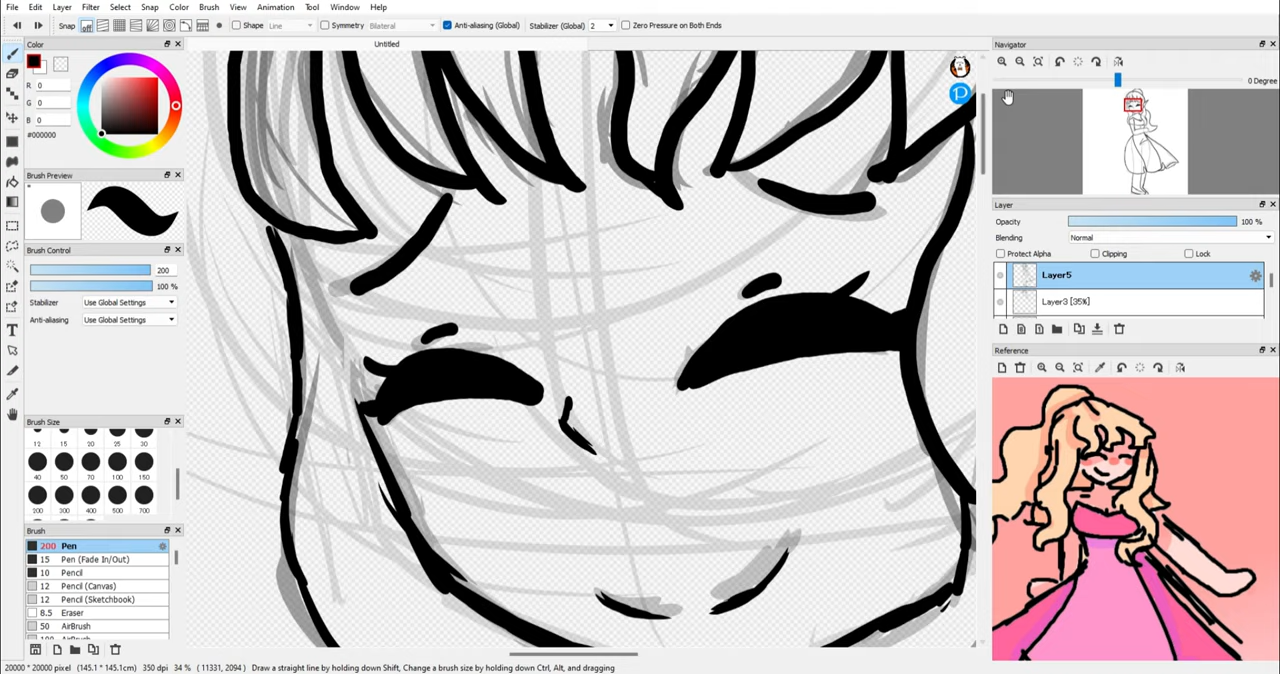 File Edit Layer Filter Select Snap Color Brush View Animation Tool Window Help
Snap off Shape Line Symmetry Bilateral Anti-aliasing (Global) Stabilizer (Global) 2 Zero Pressure on Both Ends
Color
Untitled
Navigator
R 0
G 0
B 0
#000000
0 Degree
Brush Preview
Layer
Opacity 100 %
Blending Normal
Protect Alpha Clipping Lock
Brush Control
200
100 %
Layer5
Stabilizer Use Global Settings
Layer3 [35%]
Anti-aliasing Use Global Settings
Reference
Brush Size
12 15 20 25 30
40 50 70 100 150
200 300 400 500 700
Brush
200 Pen
15 Pen (Fade In/Out)
10 Pencil
12 Pencil (Canvas)
12 Pencil (Sketchbook)
8.5 Eraser
50 AirBrush
100 AirBrush
20000 * 20000 pixel (145.1 * 145.1cm) 350 dpi 34 % ( 11331, 2094 ) Draw a straight line by holding down Shift, Change a brush size by holding down Ctrl, Alt, and dragging